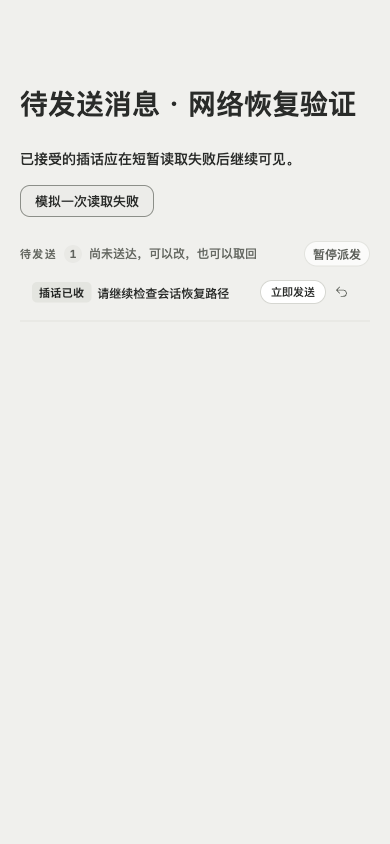 待发送消息 · 网络恢复验证
已接受的插话应在短暂读取失败后继续可见。
模拟一次读取失败
待发送 1 尚未送达，可以改，也可以取回 暂停派发
插话已收 请继续检查会话恢复路径 立即发送